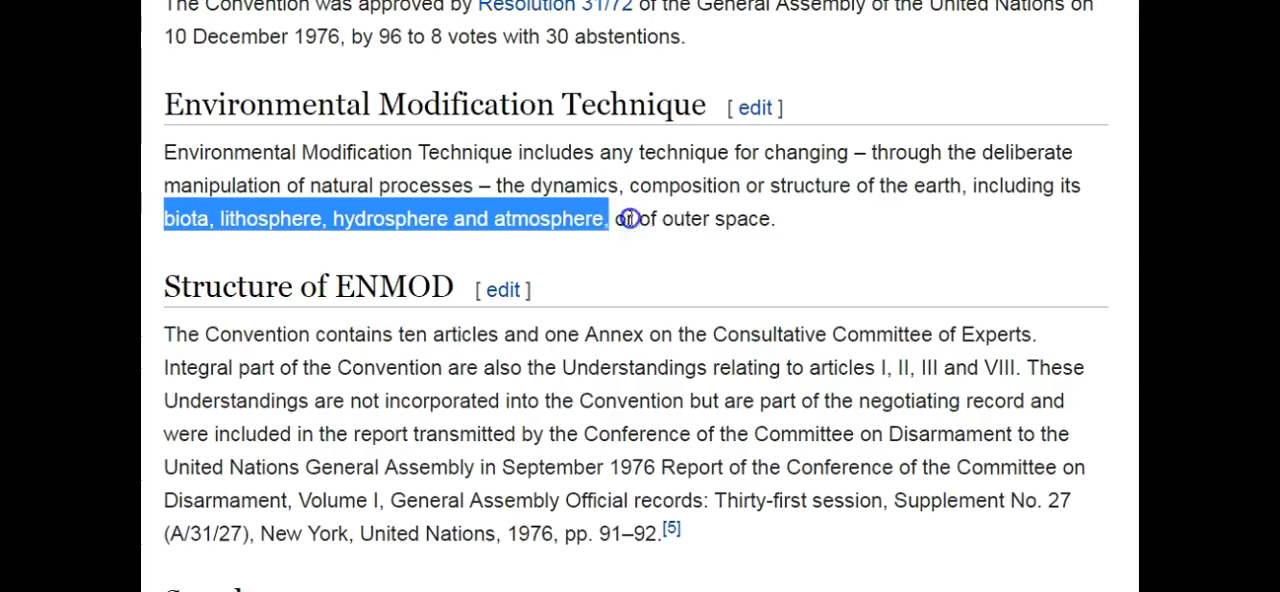 The Convention was approved by Resolution 31/72 of the General Assembly of the United Nations on
10 December 1976, by 96 to 8 votes with 30 abstentions.
Environmental Modification Technique [ edit ]
Environmental Modification Technique includes any technique for changing – through the deliberate
manipulation of natural processes – the dynamics, composition or structure of the earth, including its
biota, lithosphere, hydrosphere and atmosphere, or of outer space.
Structure of ENMOD [ edit ]
The Convention contains ten articles and one Annex on the Consultative Committee of Experts.
Integral part of the Convention are also the Understandings relating to articles I, II, III and VIII. These
Understandings are not incorporated into the Convention but are part of the negotiating record and
were included in the report transmitted by the Conference of the Committee on Disarmament to the
United Nations General Assembly in September 1976 Report of the Conference of the Committee on
Disarmament, Volume I, General Assembly Official records: Thirty-first session, Supplement No. 27
(A/31/27), New York, United Nations, 1976, pp. 91–92.[5]